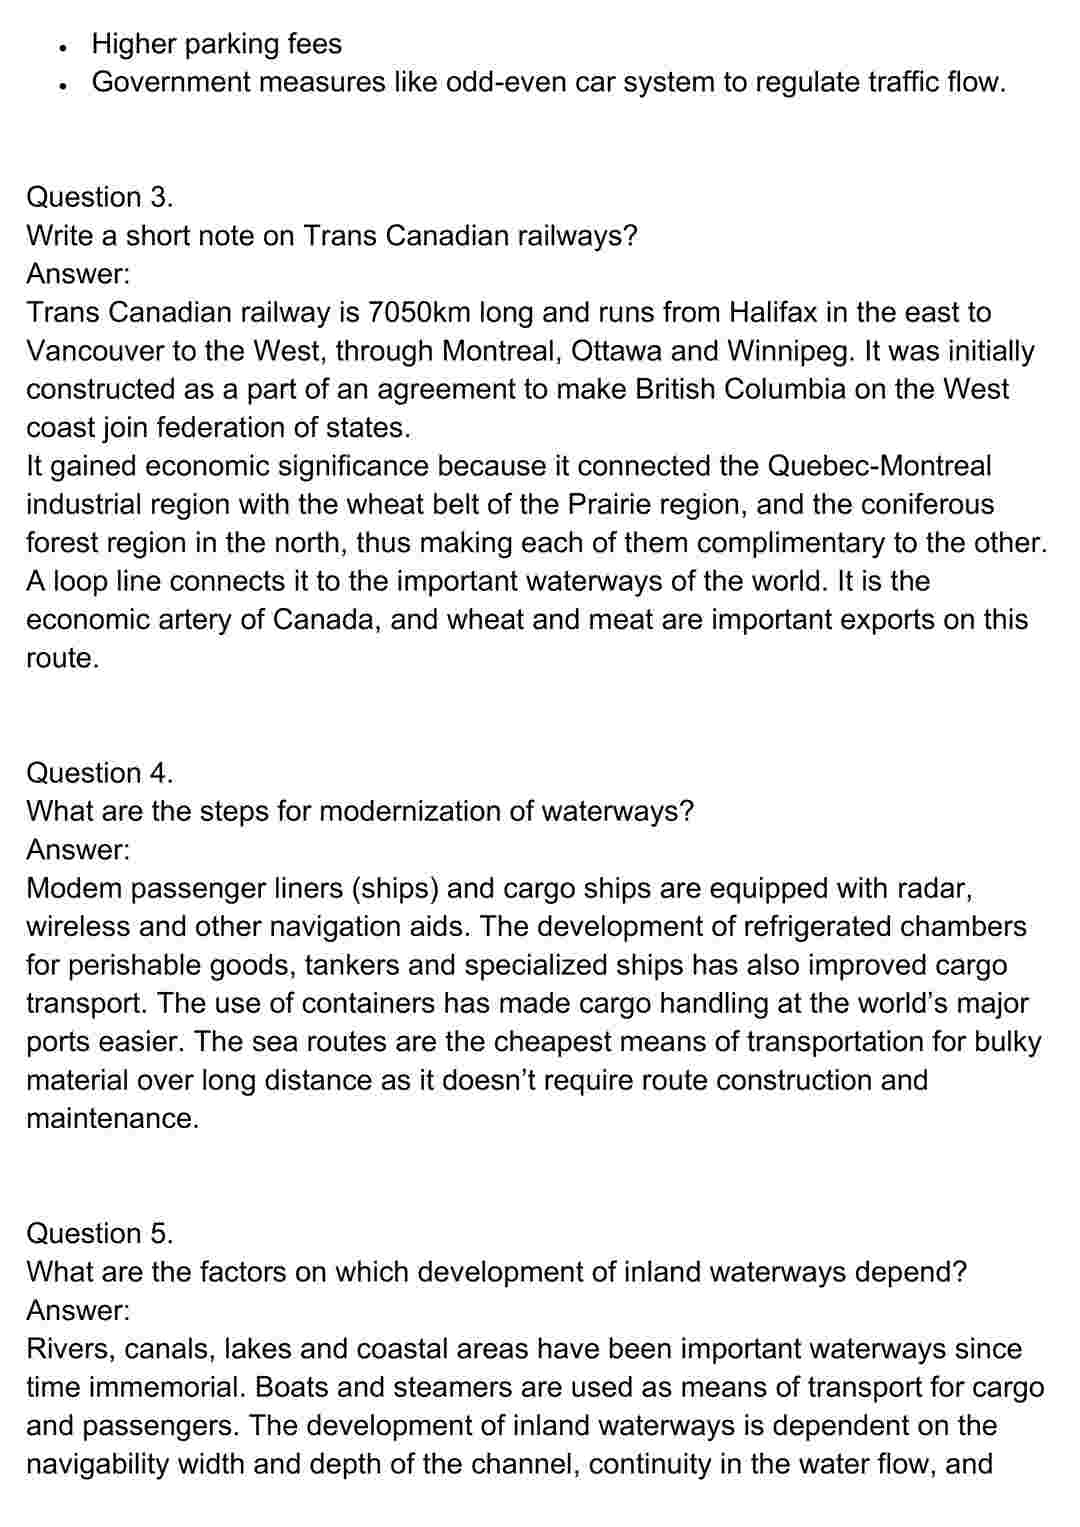 • Higher parking fees
• Government measures like odd-even car system to regulate traffic flow.
Question 3.
Write a short note on Trans Canadian railways?
Answer:
Trans Canadian railway is 7050km long and runs from Halifax in the east to
Vancouver to the West, through Montreal, Ottawa and Winnipeg. It was initially
constructed as a part of an agreement to make British Columbia on the West
coast join federation of states.
It gained economic significance because it connected the Quebec-Montreal
industrial region with the wheat belt of the Prairie region, and the coniferous
forest region in the north, thus making each of them complimentary to the other.
A loop line connects it to the important waterways of the world. It is the
economic artery of Canada, and wheat and meat are important exports on this
route.
Question 4.
What are the steps for modernization of waterways?
Answer:
Modem passenger liners (ships) and cargo ships are equipped with radar,
wireless and other navigation aids. The development of refrigerated chambers
for perishable goods, tankers and specialized ships has also improved cargo
transport. The use of containers has made cargo handling at the world’s major
ports easier. The sea routes are the cheapest means of transportation for bulky
material over long distance as it doesn’t require route construction and
maintenance.
Question 5.
What are the factors on which development of inland waterways depend?
Answer:
Rivers, canals, lakes and coastal areas have been important waterways since
time immemorial. Boats and steamers are used as means of transport for cargo
and passengers. The development of inland waterways is dependent on the
navigability width and depth of the channel, continuity in the water flow, and